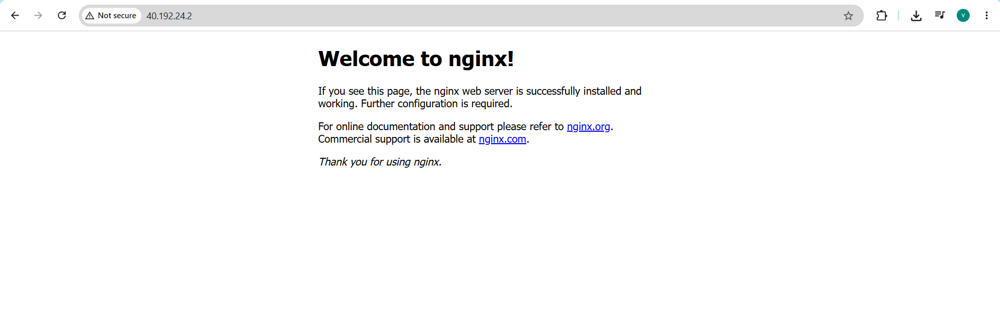 Not secure 40.192.24.2
V
Welcome to nginx!
If you see this page, the nginx web server is successfully installed and
working. Further configuration is required.
For online documentation and support please refer to nginx.org.
Commercial support is available at nginx.com.
Thank you for using nginx.